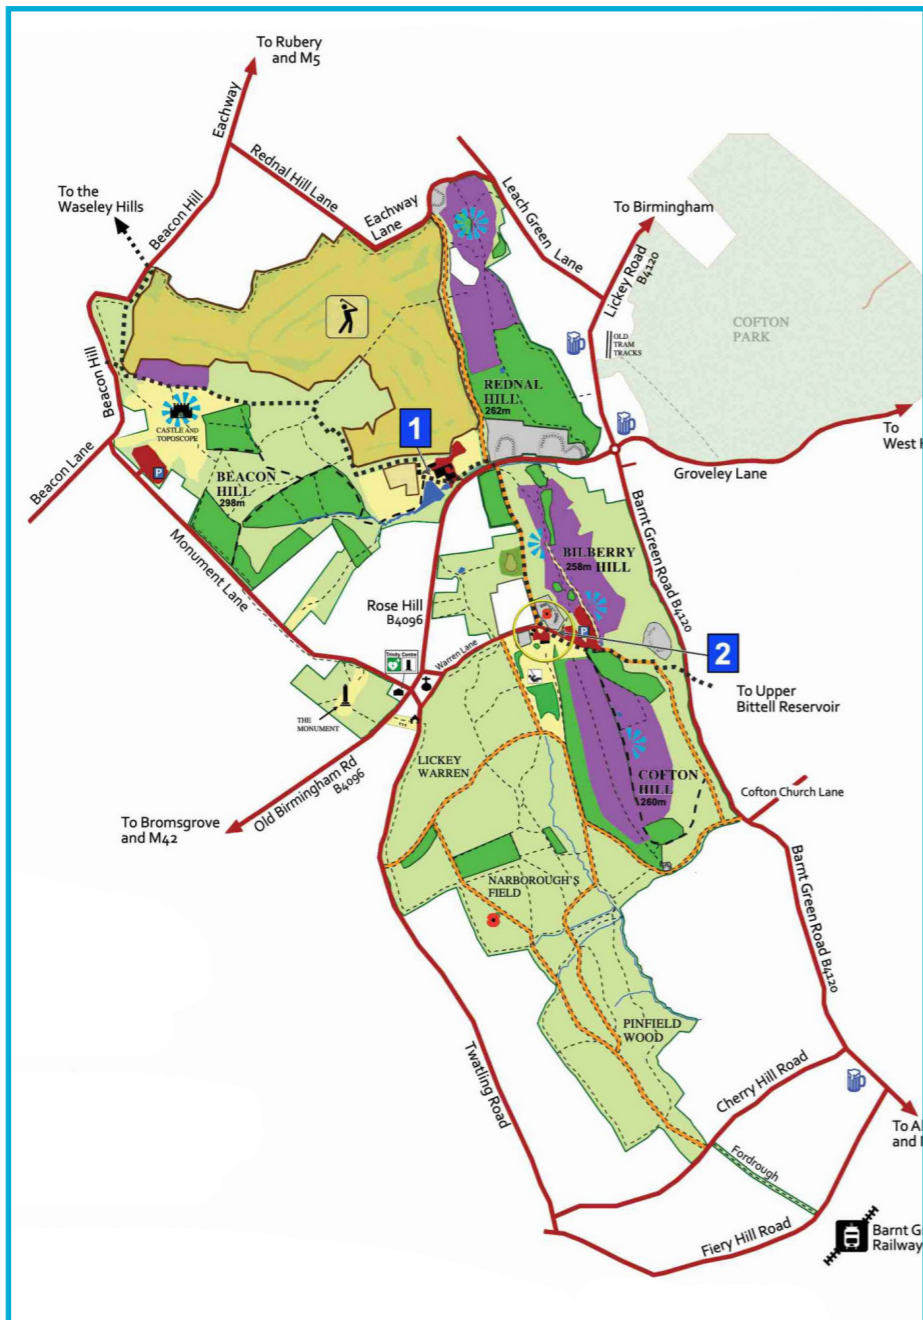 To Rubery
and M5
Eachway
Rednal Hill Lane
Eachway
Lane
Leach Green Lane
To the
Waseley Hills
Beacon Hill
To Birmingham
Lickey Road
B4120
OLD
TRAM
TRACKS
COFTON
PARK
REDNAL
HILL
262m
Beacon Hill
CASTLE AND
TOPOSCOPE
1
To
West
Groveley Lane
Beacon Lane
P
BEACON
HILL
298m
Monument Lane
Barnt Green Road B4120
BILBERRY
258m HILL
Rose Hill
B4096
P
2
Warren Lane
Trinity Centre
To Upper
Bittell Reservoir
THE
MONUMENT
LICKEY
WARREN
COFTON
HILL
260m
Cofton Church Lane
Old Birmingham Rd
B4096
To Bromsgrove
and M42
NARBOROUGH'S
FIELD
Barnt Green Road B4120
PINFIELD
WOOD
Twatling Road
Cherry Hill Road
To A
and
Fordrough
Fiery Hill Road
Barnt G
Railway